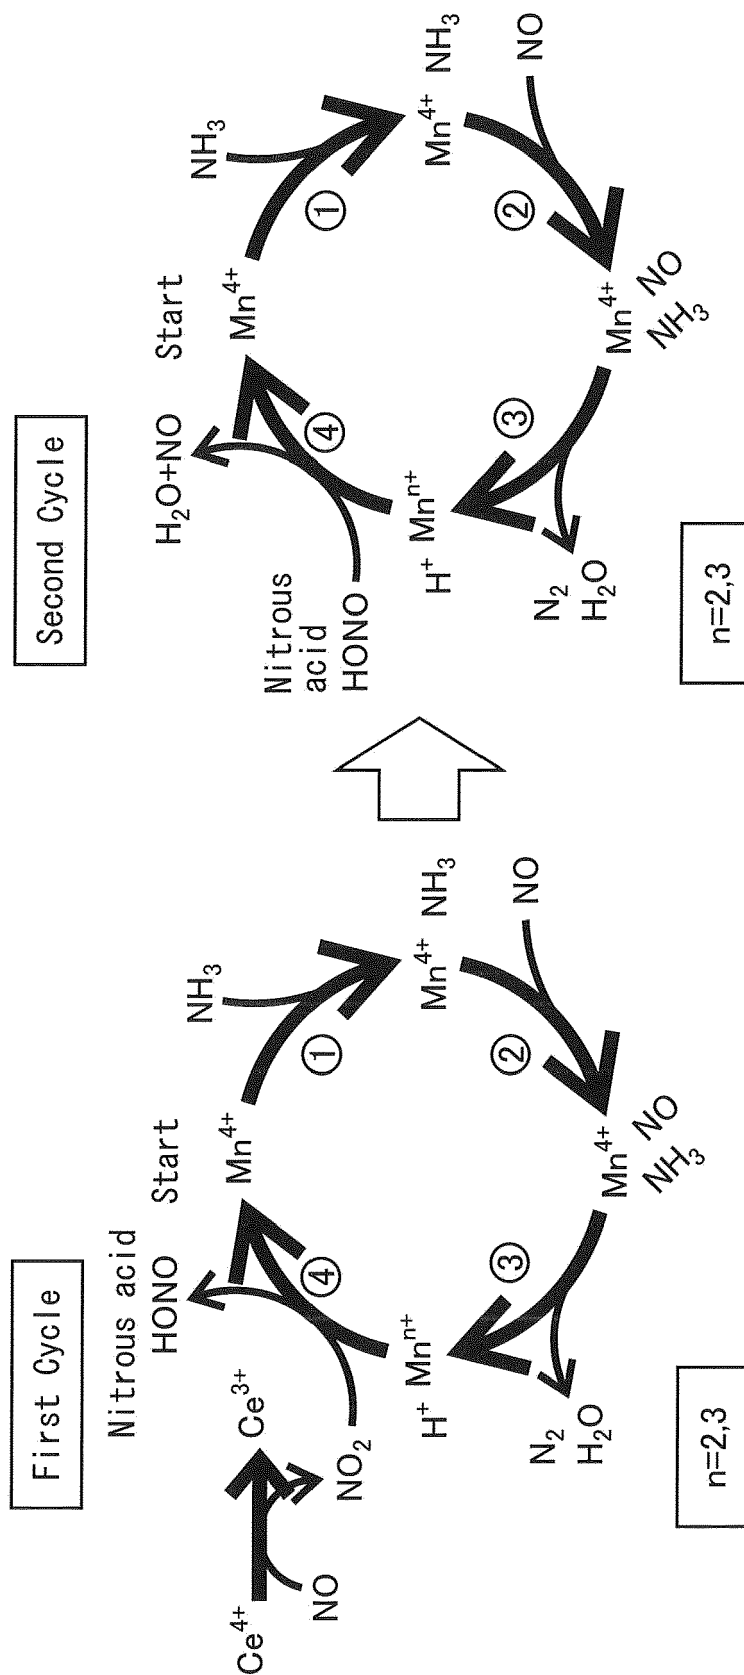 First Cycle
Ce⁴⁺
Ce³⁺
NO
NO₂
Nitrous acid
HONO
Start
Mn⁴⁺
NH₃
①
Mn⁴⁺ NH₃
NO
②
Mn⁴⁺
NO
NH₃
③
N₂
H₂O
H⁺ Mnⁿ⁺
④
n=2,3
Second Cycle
H₂O+NO
Start
Mn⁴⁺
NH₃
①
Mn⁴⁺ NH₃
NO
②
Mn⁴⁺
NO
NH₃
③
N₂
H₂O
H⁺ Mnⁿ⁺
④
Nitrous
acid
HONO
n=2,3